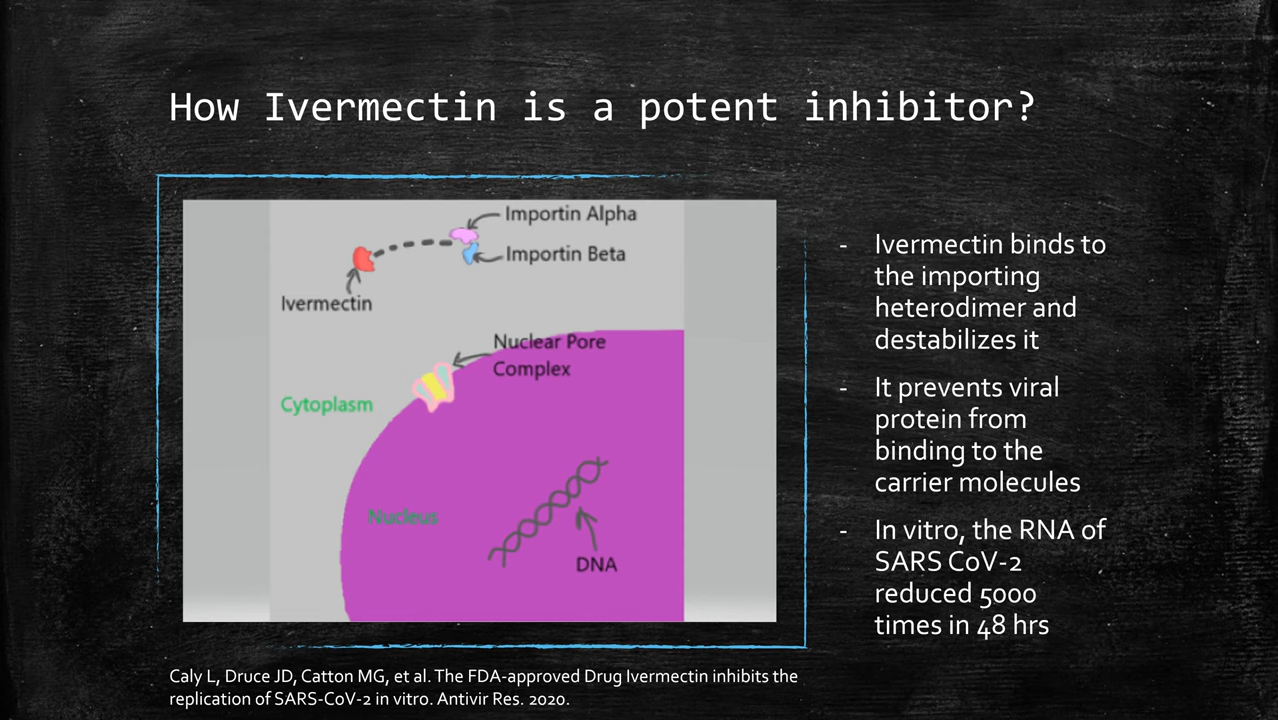 How Ivermectin is a potent inhibitor?
Importin Alpha
Importin Beta
Ivermectin
Nuclear Pore
Complex
Cytoplasm
Nucleus
DNA
- Ivermectin binds to
the importing
heterodimer and
destabilizes it
- It prevents viral
protein from
binding to the
carrier molecules
- In vitro, the RNA of
SARS CoV-2
reduced 5000
times in 48 hrs
Caly L, Druce JD, Catton MG, et al. The FDA-approved Drug Ivermectin inhibits the
replication of SARS-CoV-2 in vitro. Antivir Res. 2020.